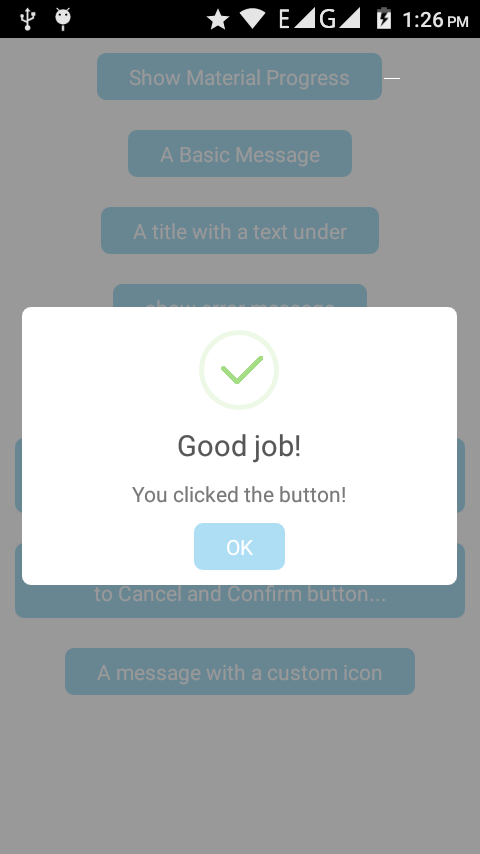 E G 1:26 PM
Show Material Progress
A Basic Message
A title with a text under
show error message
Good job!
You clicked the button!
OK
to Cancel and Confirm button...
A message with a custom icon